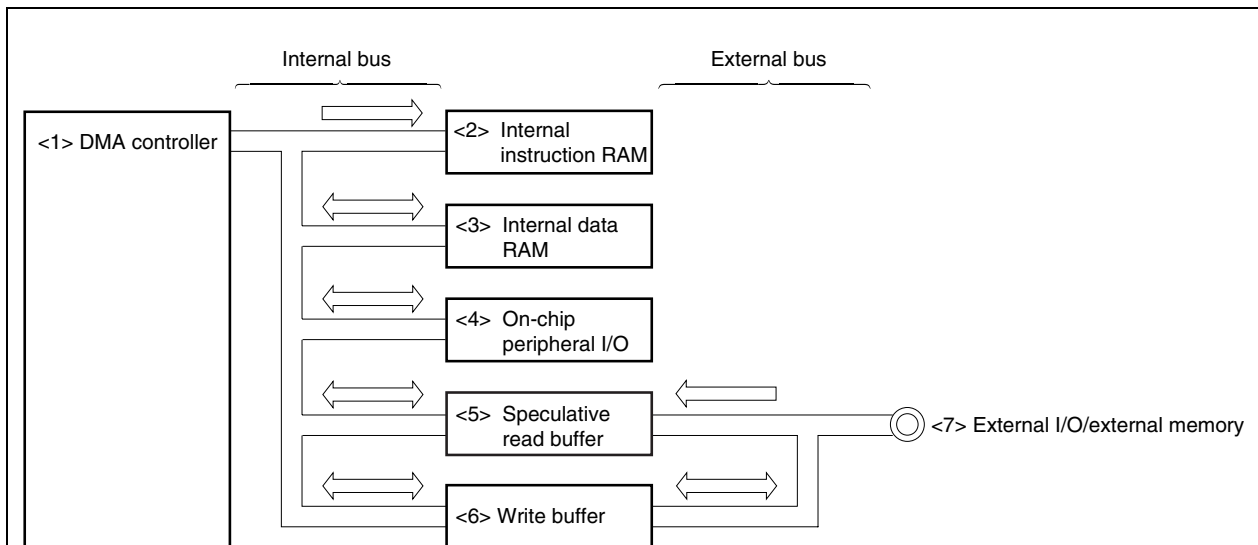 Internal bus
External bus
<1> DMA controller
<2> Internal
instruction RAM
<3> Internal data
RAM
<4> On-chip
peripheral I/O
<5> Speculative
read buffer
<7> External I/O/external memory
<6> Write buffer